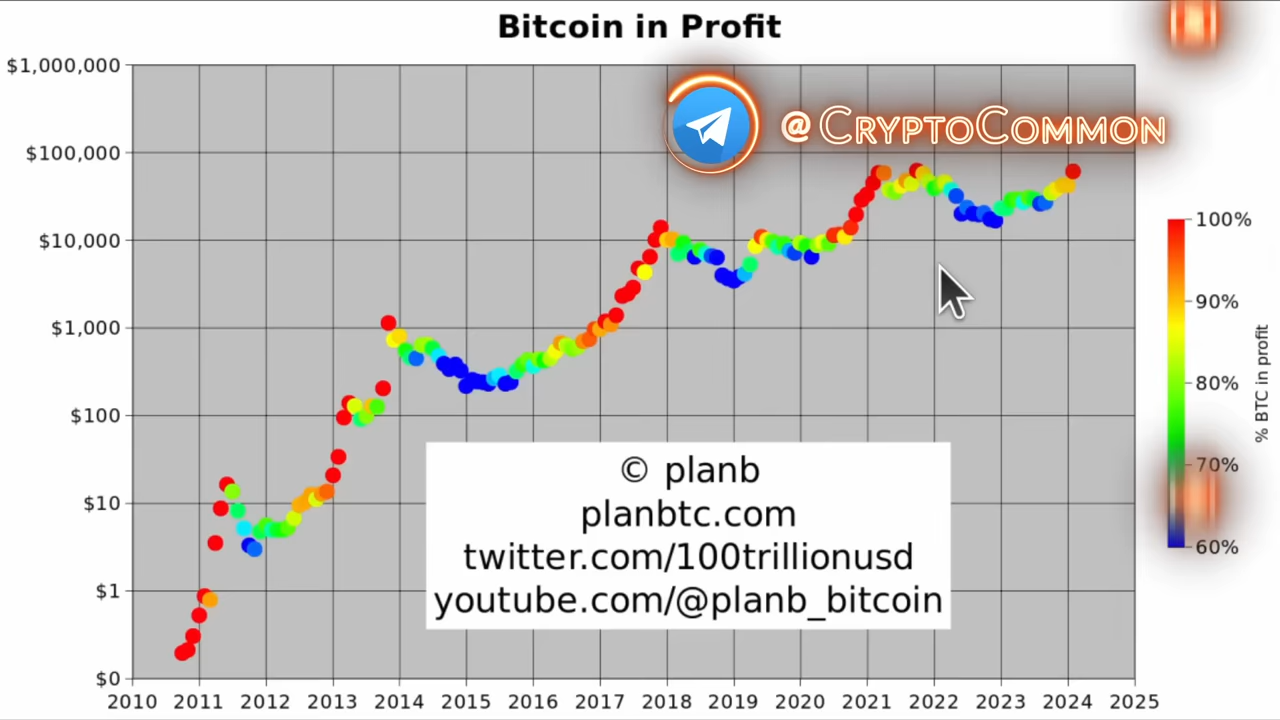 Bitcoin in Profit
$1,000,000
$100,000
$10,000
$1,000
$100
$10
$1
$0
2010 2011 2012 2013 2014 2015 2016 2017 2018 2019 2020 2021 2022 2023 2024 2025
@CryptoCommon
© planb
planbtc.com
twitter.com/100trillionusd
youtube.com/@planb_bitcoin
100%
90%
80%
70%
60%
% BTC in profit